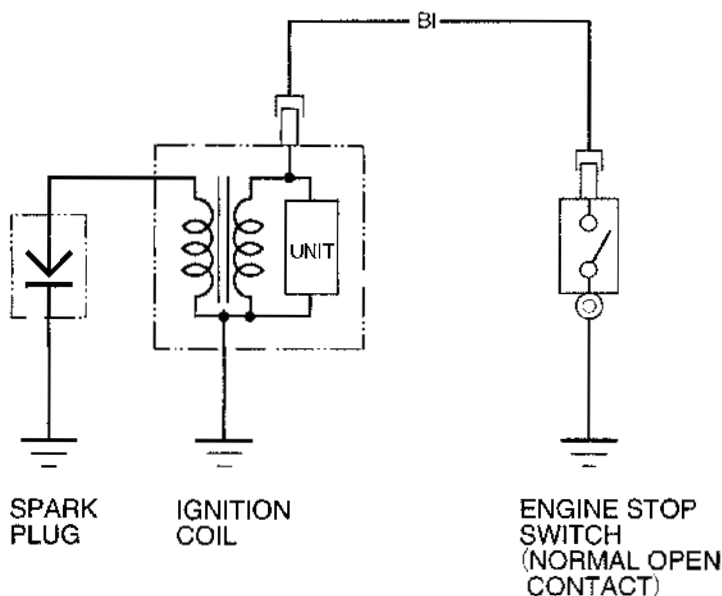 Bl
UNIT
SPARK
PLUG
IGNITION
COIL
ENGINE STOP
SWITCH
(NORMAL OPEN
CONTACT)